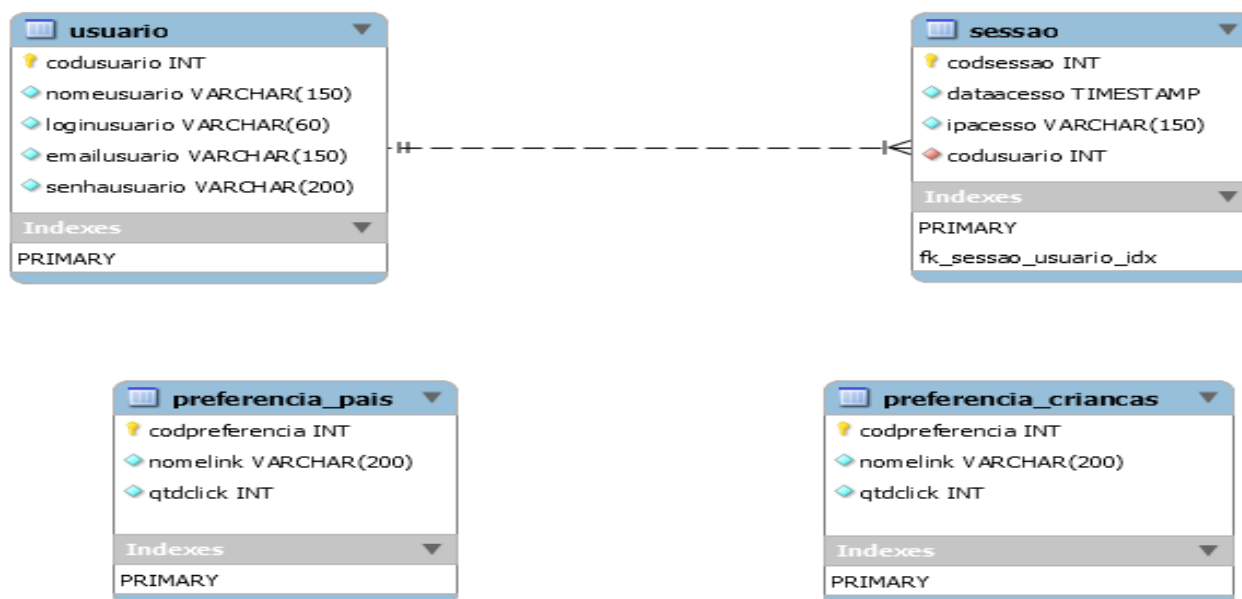 usuario
codusuario INT
nomeusuario VARCHAR(150)
loginusuario VARCHAR(60)
emailusuario VARCHAR(150)
senhausuario VARCHAR(200)
Indexes
PRIMARY
sessao
codsessao INT
dataacesso TIMESTAMP
ipacesso VARCHAR(150)
codusuario INT
Indexes
PRIMARY
fk_sessao_usuario_idx
preferencia_pais
codpreferencia INT
nomelink VARCHAR(200)
qtdclick INT
Indexes
PRIMARY
preferencia_criancas
codpreferencia INT
nomelink VARCHAR(200)
qtdclick INT
Indexes
PRIMARY